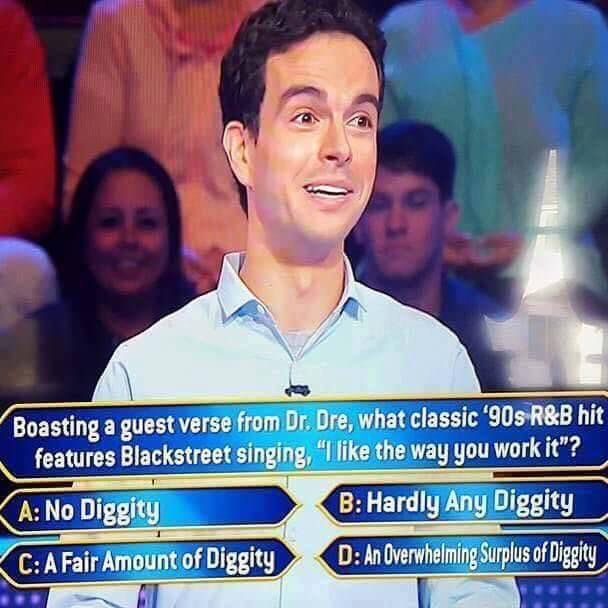 Boasting a guest verse from Dr. Dre, what classic ‘90s R&B hit
features Blackstreet singing, “I like the way you work it”?
A: No Diggity
B: Hardly Any Diggity
C: A Fair Amount of Diggity
D: An Overwhelming Surplus of Diggity